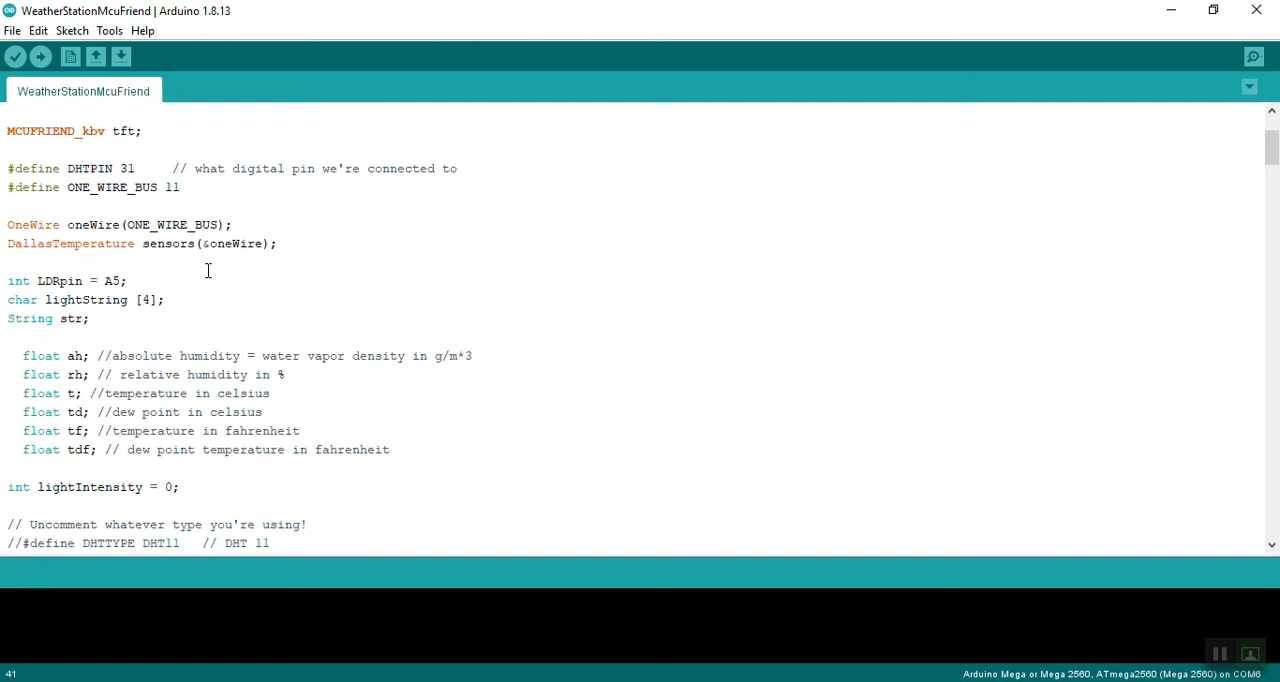 WeatherStationMcuFriend | Arduino 1.8.13
File Edit Sketch Tools Help
WeatherStationMcuFriend
MCUFRIEND_kbv tft;
#define DHTPIN 31 // what digital pin we're connected to
#define ONE_WIRE_BUS 11
OneWire oneWire(ONE_WIRE_BUS);
DallasTemperature sensors(&oneWire);
int LDRpin = A5;
char lightString [4];
String str;
float ah; //absolute humidity = water vapor density in g/m*3
float rh; // relative humidity in %
float t; //temperature in celsius
float td; //dew point in celsius
float tf; //temperature in fahrenheit
float tdf; // dew point temperature in fahrenheit
int lightIntensity = 0;
// Uncomment whatever type you're using!
//#define DHTTYPE DHT11 // DHT 11
41
Arduino Mega or Mega 2560, ATmega2560 (Mega 2560) on COM6